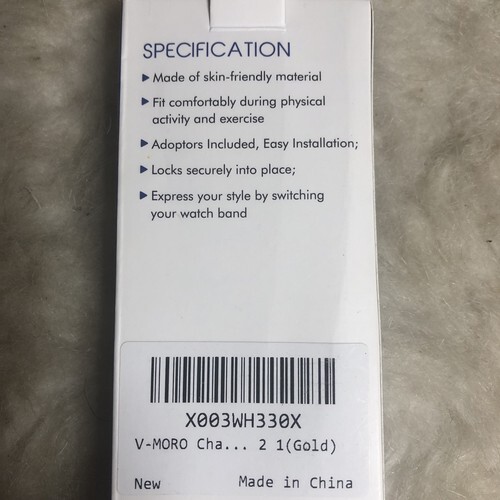 SPECIFICATION
Made of skin-friendly material
Fit comfortably during physical
activity and exercise
Adoptors Included, Easy Installation;
Locks securely into place;
Express your style by switching
your watch band
X003WH330X
V-MORO Cha... 2 1(Gold)
New Made in China